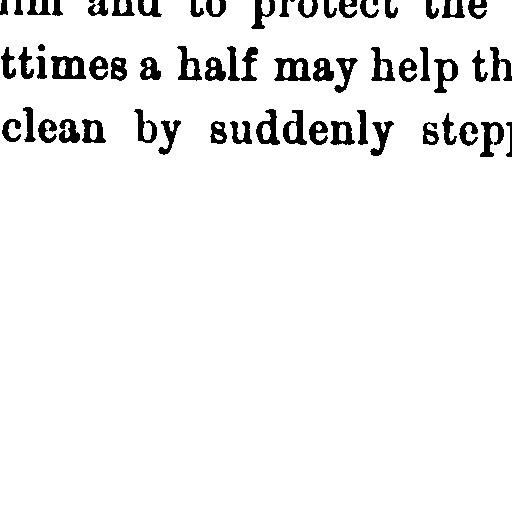 and to protect the
ttimes a half may help th
clean by suddenly step